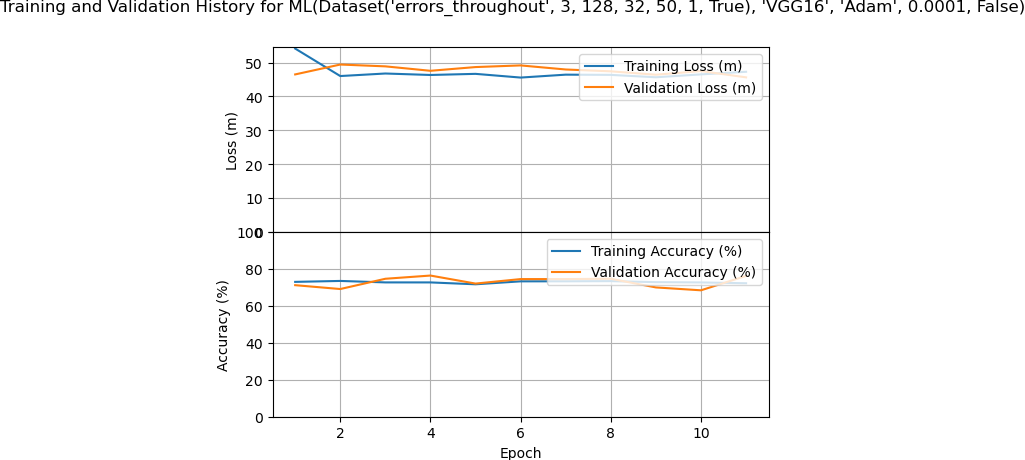 Training and Validation History for ML(Dataset('errors_throughout', 3, 128, 32, 50, 1, True), 'VGG16', 'Adam', 0.0001, False)
50
40
30
20
10
0
Loss (m)
Training Loss (m)
Validation Loss (m)
100
80
60
40
20
0
Accuracy (%)
Training Accuracy (%)
Validation Accuracy (%)
2 4 6 8 10
Epoch